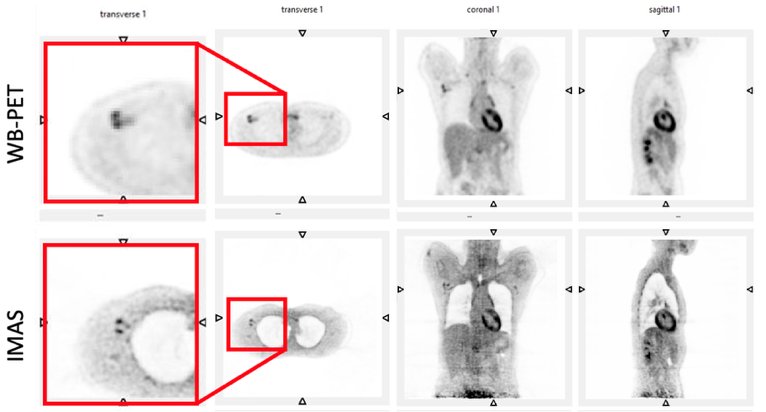 transverse 1
transverse 1
coronal 1
sagittal 1
WB-PET
IMAS